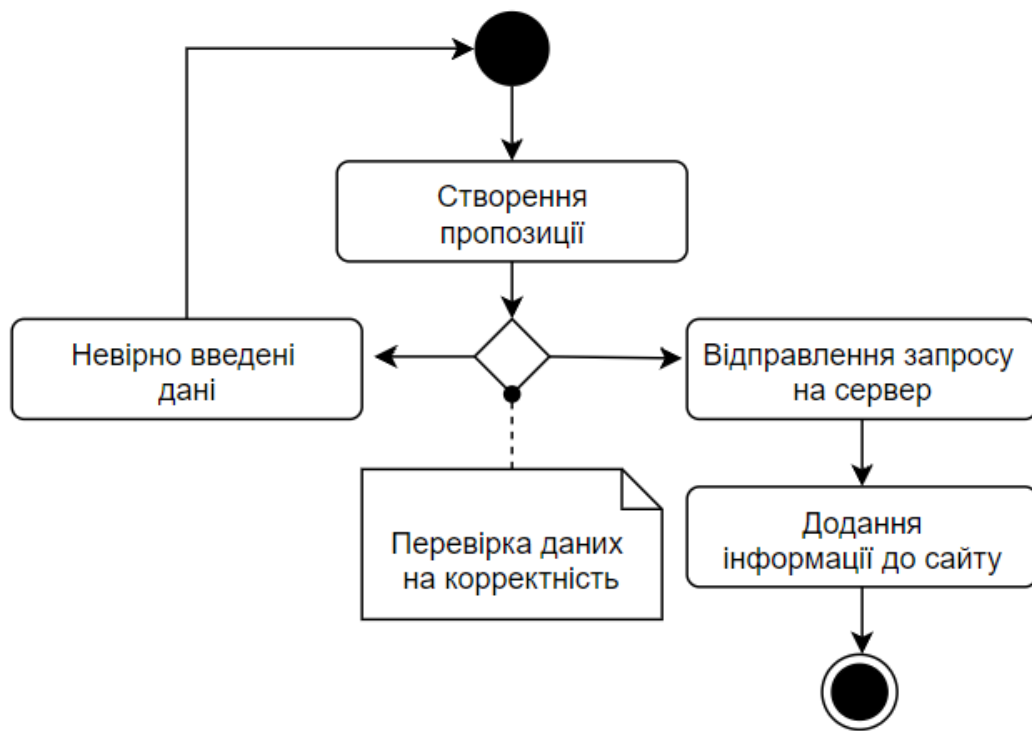 Створення
пропозиції
Невірно введені
дані
Відправлення запросу
на сервер
Перевірка даних
на корректність
Додання
інформації до сайту